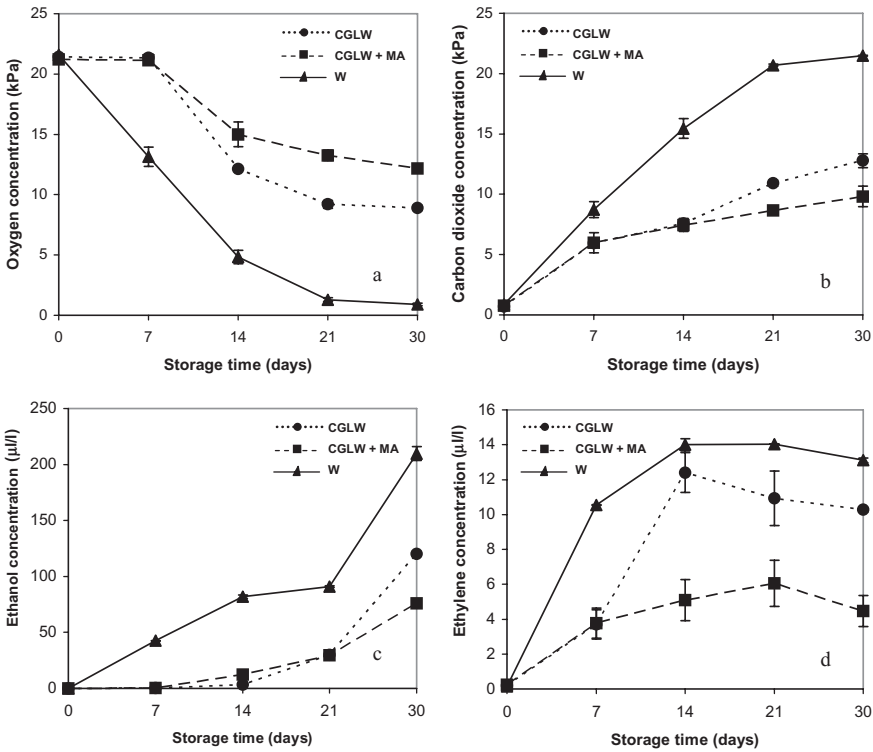 Oxygen concentration (kPa)
25
20
15
10
5
0
CGLW
CGLW + MA
W
a
0 7 14 21 30
Storage time (days)
Carbon dioxide concentration (kPa)
25
20
15
10
5
0
CGLW
CGLW + MA
W
b
0 7 14 21 30
Storage time (days)
Ethanol concentration (µl/l)
250
200
150
100
50
0
CGLW
CGLW + MA
W
c
0 7 14 21 30
Storage time (days)
Ethylene concentration (µl/l)
16
14
12
10
8
6
4
2
0
CGLW
CGLW + MA
W
d
0 7 14 21 30
Storage time (days)